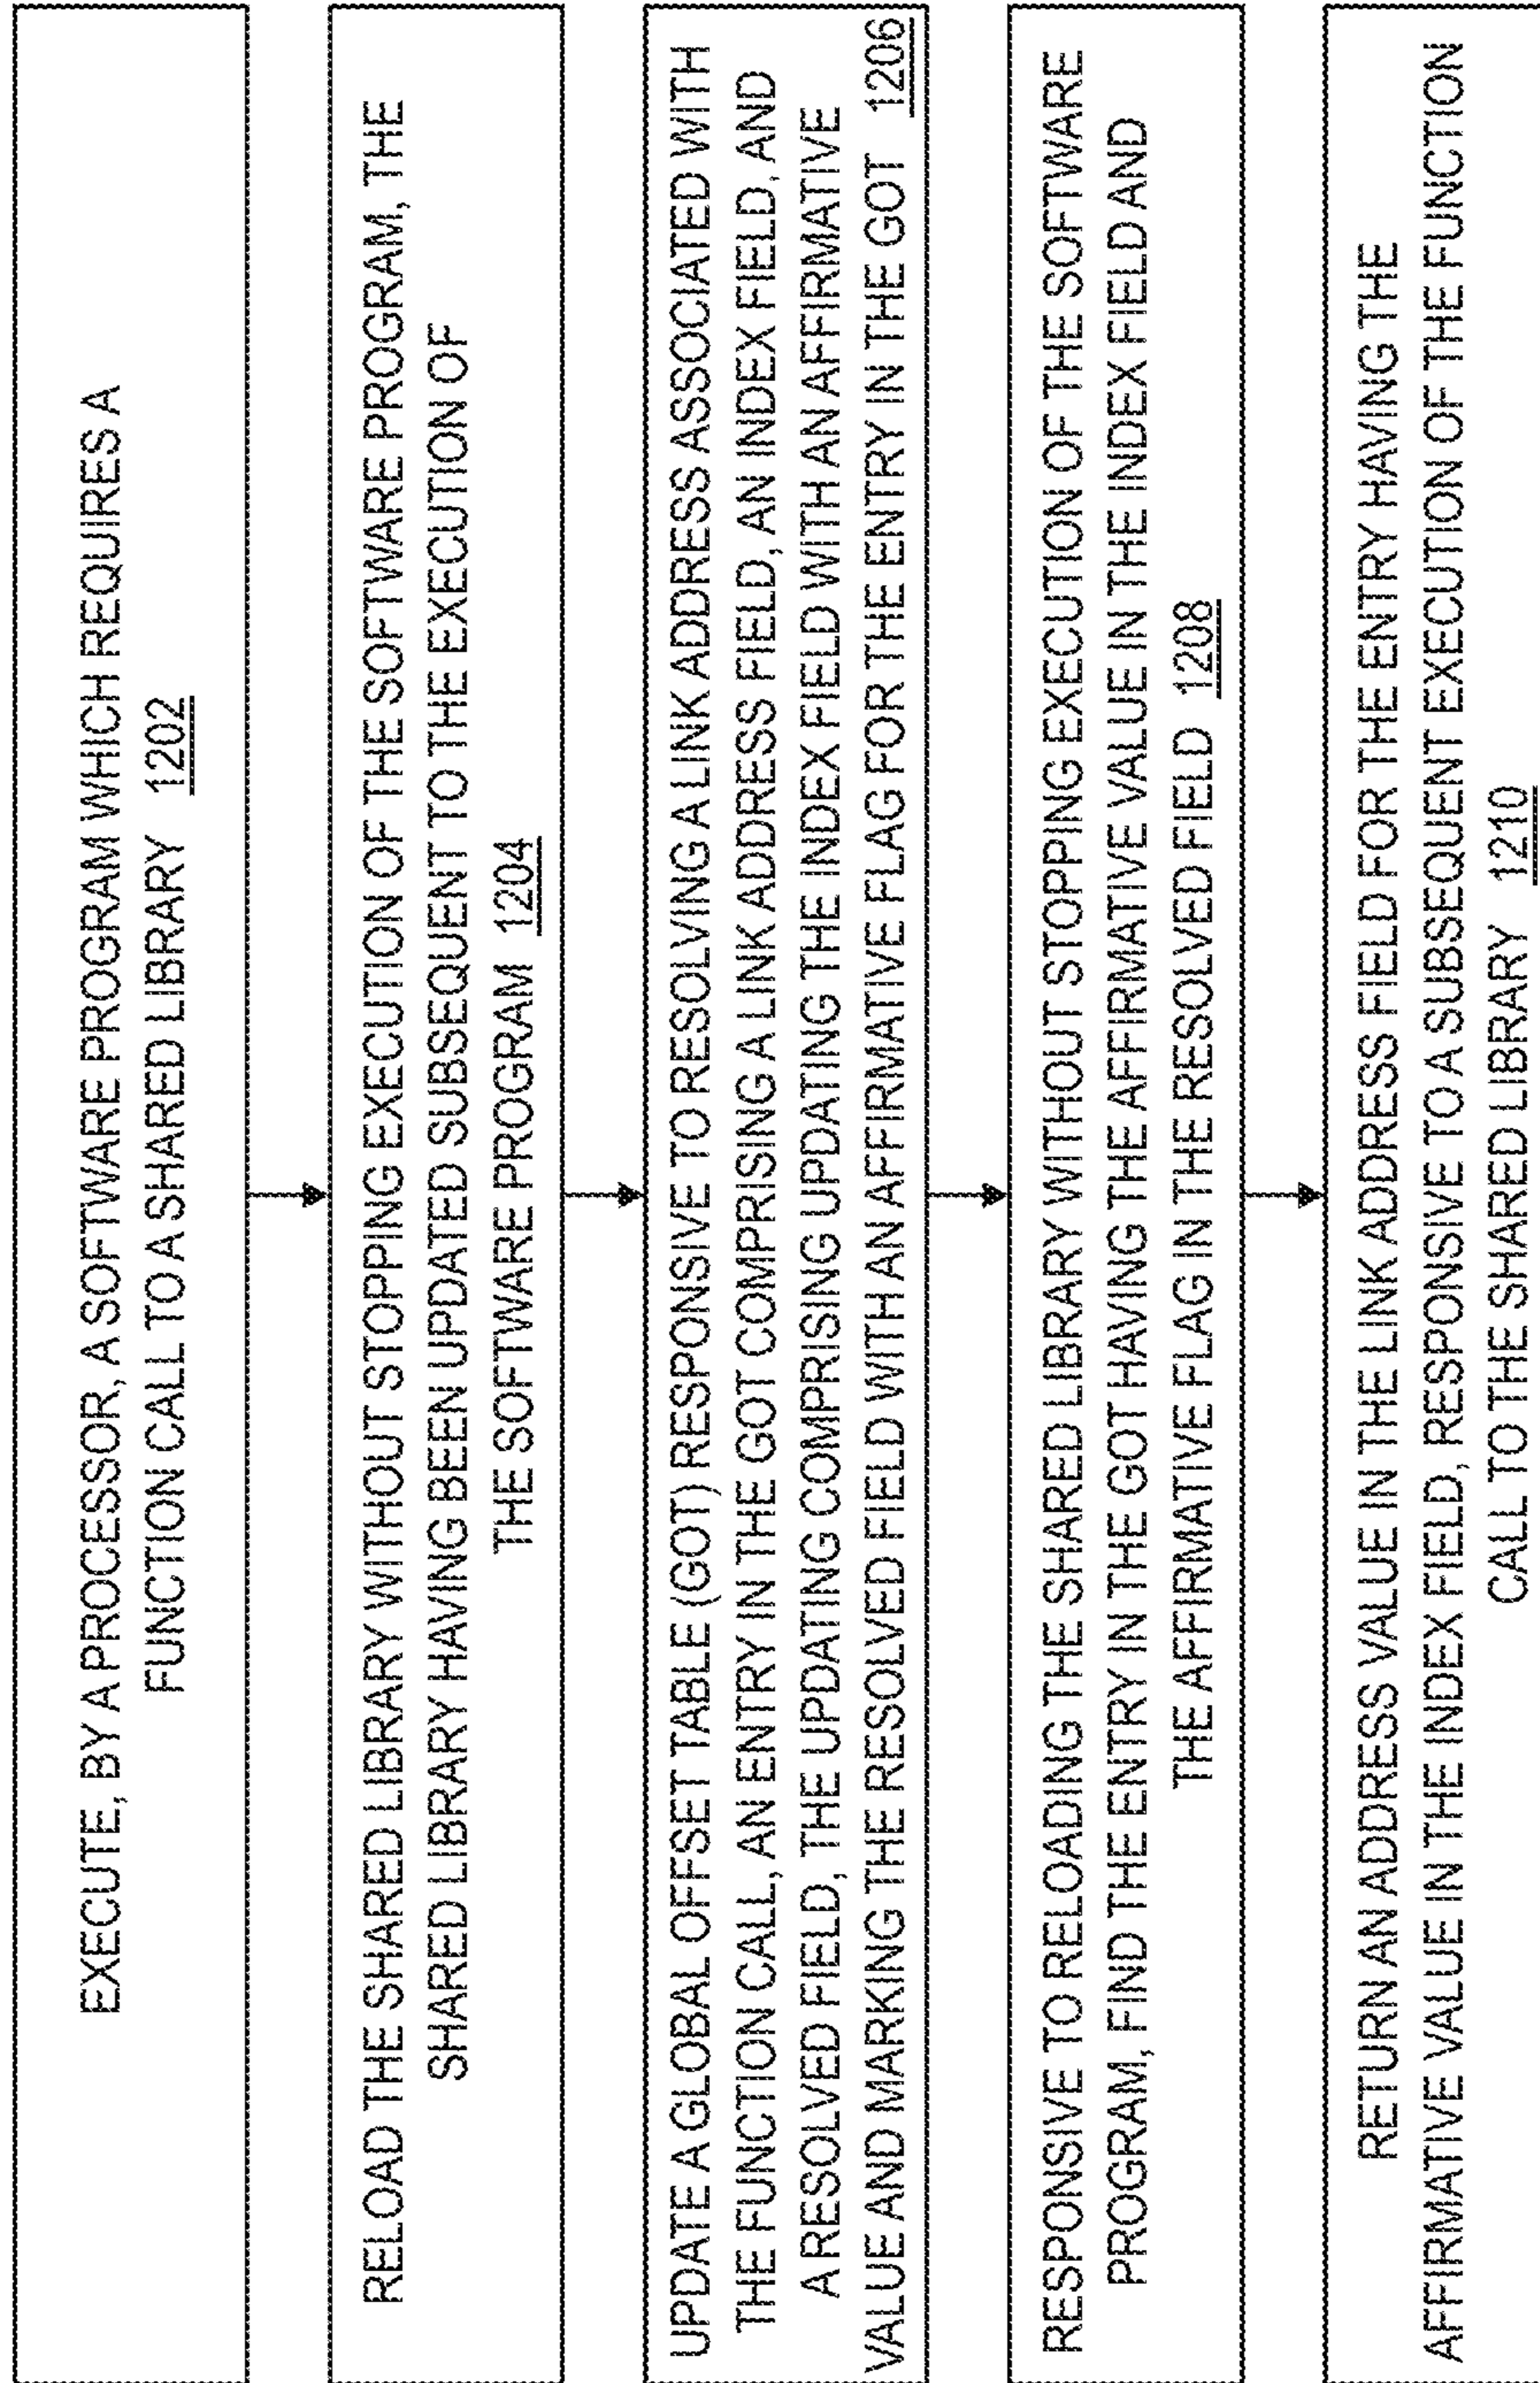 EXECUTE, BY A PROCESSOR, A SOFTWARE PROGRAM WHICH REQUIRES A
FUNCTION CALL TO A SHARED LIBRARY 1202
RELOAD THE SHARED LIBRARY WITHOUT STOPPING EXECUTION OF THE SOFTWARE PROGRAM, THE
SHARED LIBRARY HAVING BEEN UPDATED SUBSEQUENT TO THE EXECUTION OF
THE SOFTWARE PROGRAM 1204
UPDATE A GLOBAL OFFSET TABLE (GOT) RESPONSIVE TO RESOLVING A LINK ADDRESS ASSOCIATED WITH
THE FUNCTION CALL, AN ENTRY IN THE GOT COMPRISING A LINK ADDRESS FIELD, AN INDEX FIELD, AND
A RESOLVED FIELD, THE UPDATING COMPRISING UPDATING THE INDEX FIELD WITH AN AFFIRMATIVE
VALUE AND MARKING THE RESOLVED FIELD WITH AN AFFIRMATIVE FLAG FOR THE ENTRY IN THE GOT 1206
RESPONSIVE TO RELOADING THE SHARED LIBRARY WITHOUT STOPPING EXECUTION OF THE SOFTWARE
PROGRAM, FIND THE ENTRY IN THE GOT HAVING THE AFFIRMATIVE VALUE IN THE INDEX FIELD AND
THE AFFIRMATIVE FLAG IN THE RESOLVED FIELD 1208
RETURN AN ADDRESS VALUE IN THE LINK ADDRESS FIELD FOR THE ENTRY HAVING THE
AFFIRMATIVE VALUE IN THE INDEX FIELD, RESPONSIVE TO A SUBSEQUENT EXECUTION OF THE FUNCTION
CALL TO THE SHARED LIBRARY 1210